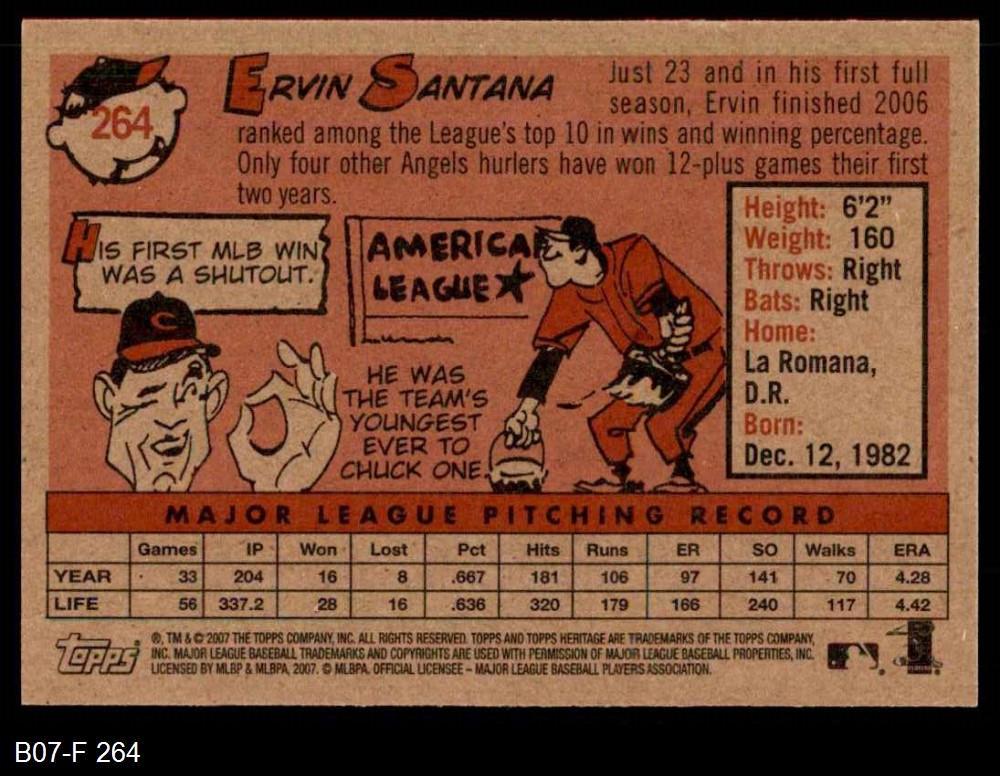 264
ERVIN SANTANA
Just 23 and in his first full
season, Ervin finished 2006
ranked among the League's top 10 in wins and winning percentage.
Only four other Angels hurlers have won 12-plus games their first
two years.
HIS FIRST MLB WIN
WAS A SHUTOUT.
C
AMERICA
LEAGUE
HE WAS
THE TEAM'S
YOUNGEST
EVER TO
CHUCK ONE.
Height: 6'2"
Weight: 160
Throws: Right
Bats: Right
Home:
La Romana,
D.R.
Born:
Dec. 12, 1982
MAJOR LEAGUE PITCHING RECORD
Games IP Won Lost Pct Hits Runs ER SO Walks ERA
YEAR 33 204 16 8 .667 181 106 97 141 70 4.28
LIFE 56 337.2 28 16 .636 320 179 166 240 117 4.42
Topps
®, TM & © 2007 THE TOPPS COMPANY, INC. ALL RIGHTS RESERVED. TOPPS AND TOPPS HERITAGE ARE TRADEMARKS OF THE TOPPS COMPANY,
INC. MAJOR LEAGUE BASEBALL TRADEMARKS AND COPYRIGHTS ARE USED WITH PERMISSION OF MAJOR LEAGUE BASEBALL PROPERTIES, INC.
LICENSED BY MLBP & MLBPA, 2007. © MLBPA. OFFICIAL LICENSEE – MAJOR LEAGUE BASEBALL PLAYERS ASSOCIATION.
B07-F 264